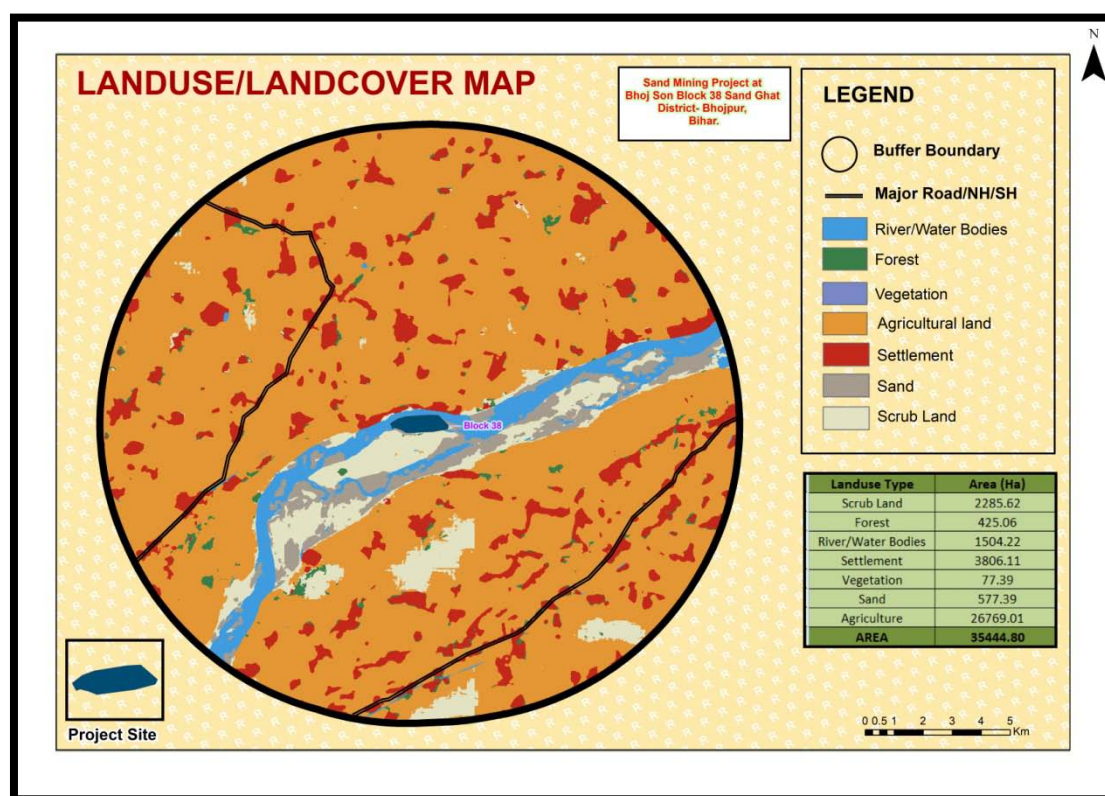 N
LANDUSE/LANDCOVER MAP
Sand Mining Project at
Bhoj Son Block 38 Sand Ghat
District- Bhojpur,
Bihar.
LEGEND
Buffer Boundary
Major Road/NH/SH
River/Water Bodies
Forest
Vegetation
Agricultural land
Settlement
Sand
Scrub Land
Block 38
Landuse Type Area (Ha)
Scrub Land 2285.62
Forest 425.06
River/Water Bodies 1504.22
Settlement 3806.11
Vegetation 77.39
Sand 577.39
Agriculture 26769.01
AREA 35444.80
Project Site
0 0.5 1 2 3 4 5
Km